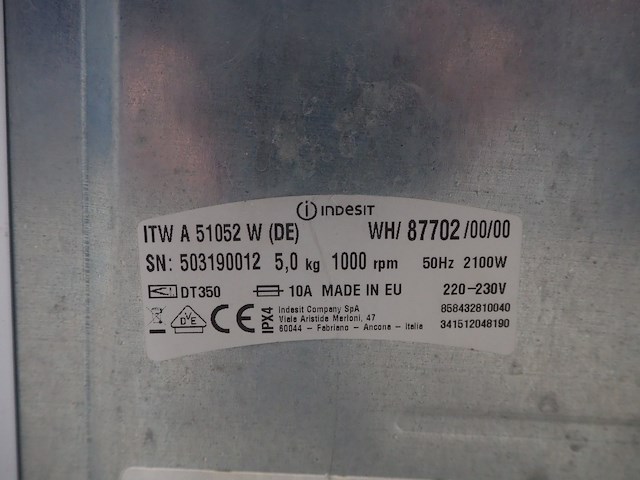 INDESIT
ITW A 51052 W (DE) WH/ 87702 /00/00
SN: 503190012 5,0 kg 1000 rpm 50Hz 2100W
DT350 10A MADE IN EU 220-230V
DVE CE IPX4
Indesit Company SpA
Viale Aristide Merloni, 47
60044 - Fabriano - Ancona - Italia
858432810040
341512048190